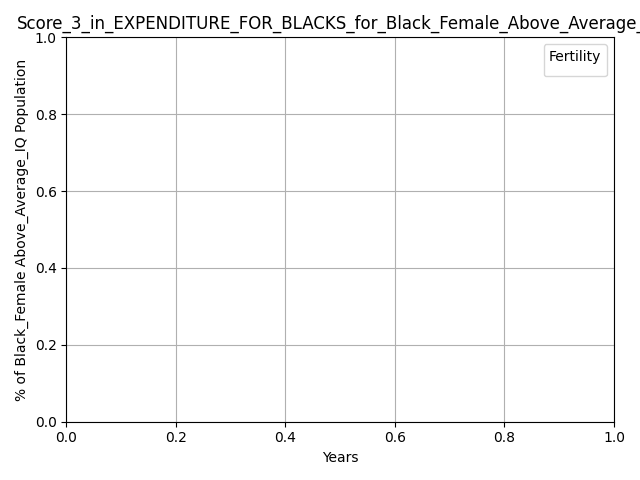 Score_3_in_EXPENDITURE_FOR_BLACKS_for_Black_Female_Above_Average_
Fertility
% of Black_Female Above_Average_IQ Population
1.0
0.8
0.6
0.4
0.2
0.0
0.0 0.2 0.4 0.6 0.8 1.0
Years